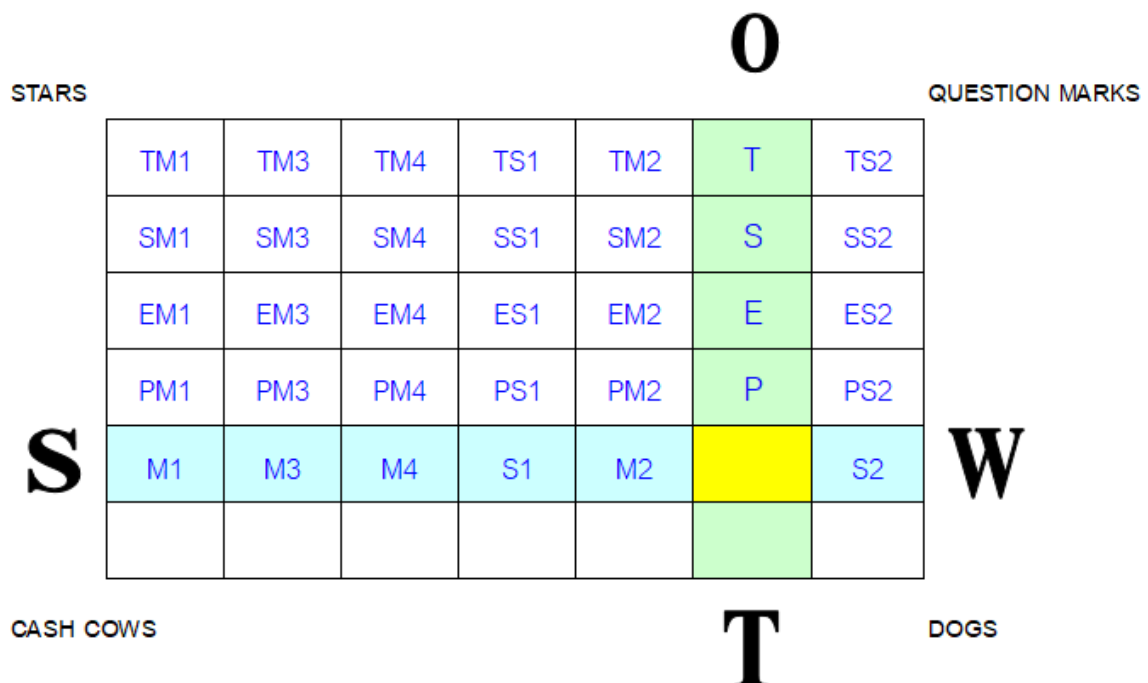 O
STARS QUESTION MARKS
TM1 TM3 TM4 TS1 TM2 T TS2
SM1 SM3 SM4 SS1 SM2 S SS2
EM1 EM3 EM4 ES1 EM2 E ES2
PM1 PM3 PM4 PS1 PM2 P PS2
S M1 M3 M4 S1 M2 S2 W
CASH COWS T DOGS